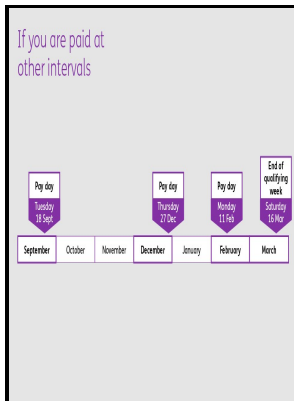 If you are paid at
other intervals
Pay day
Tuesday
18 Sept
Pay day
Thursday
27 Dec
Pay day
Monday
11 Feb
End of
qualifying
week
Saturday
16 Mar
September
October
November
December
January
February
March